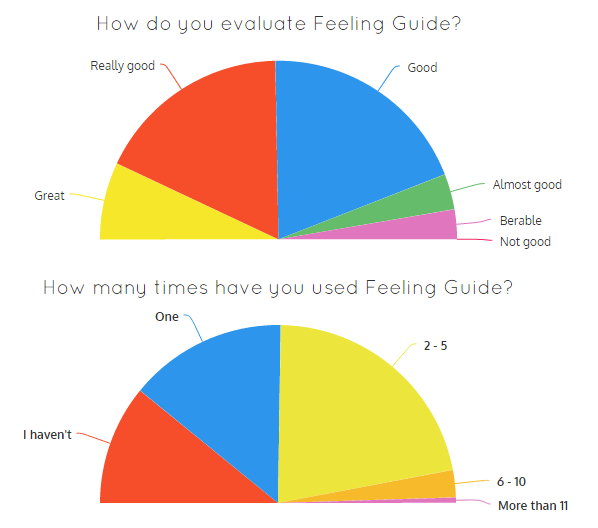 How do you evaluate Feeling Guide?
Really good
Good
Great
Almost good
Berable
Not good
How many times have you used Feeling Guide?
One
2 - 5
I haven't
6 - 10
More than 11